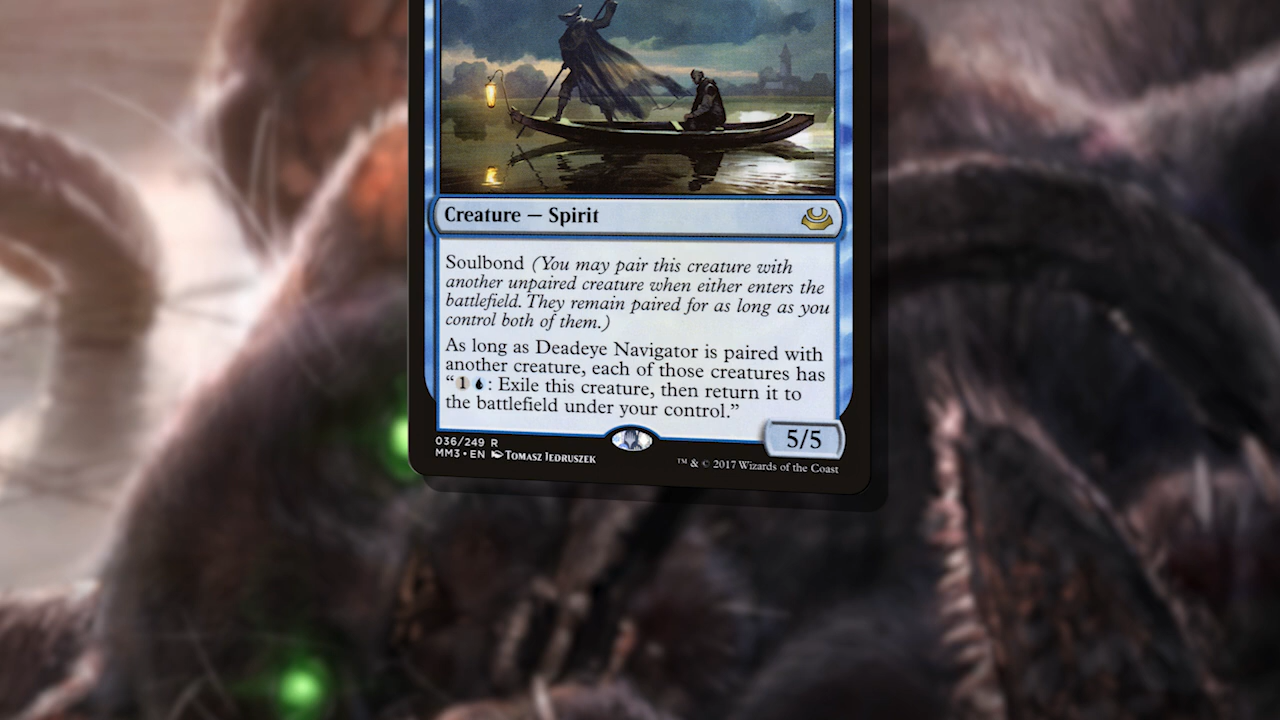 Creature — Spirit
Soulbond (You may pair this creature with
another unpaired creature when either enters the
battlefield. They remain paired for as long as you
control both of them.)
As long as Deadeye Navigator is paired with
another creature, each of those creatures has
“1 : Exile this creature, then return it to
the battlefield under your control.”
5/5
036/249 R
MM3 • EN Tomasz Jedruszek
™ & © 2017 Wizards of the Coast